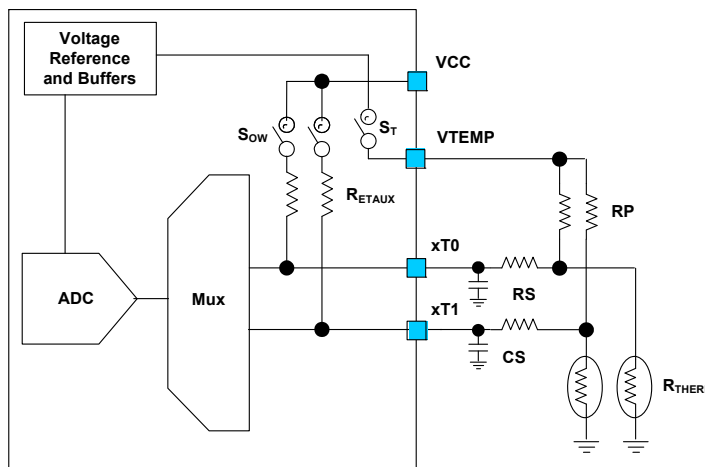 Voltage
Reference
and Buffers
VCC
SOW
ST
VTEMP
RETAUX
RP
xT0
ADC
Mux
RS
xT1
CS
RTHER